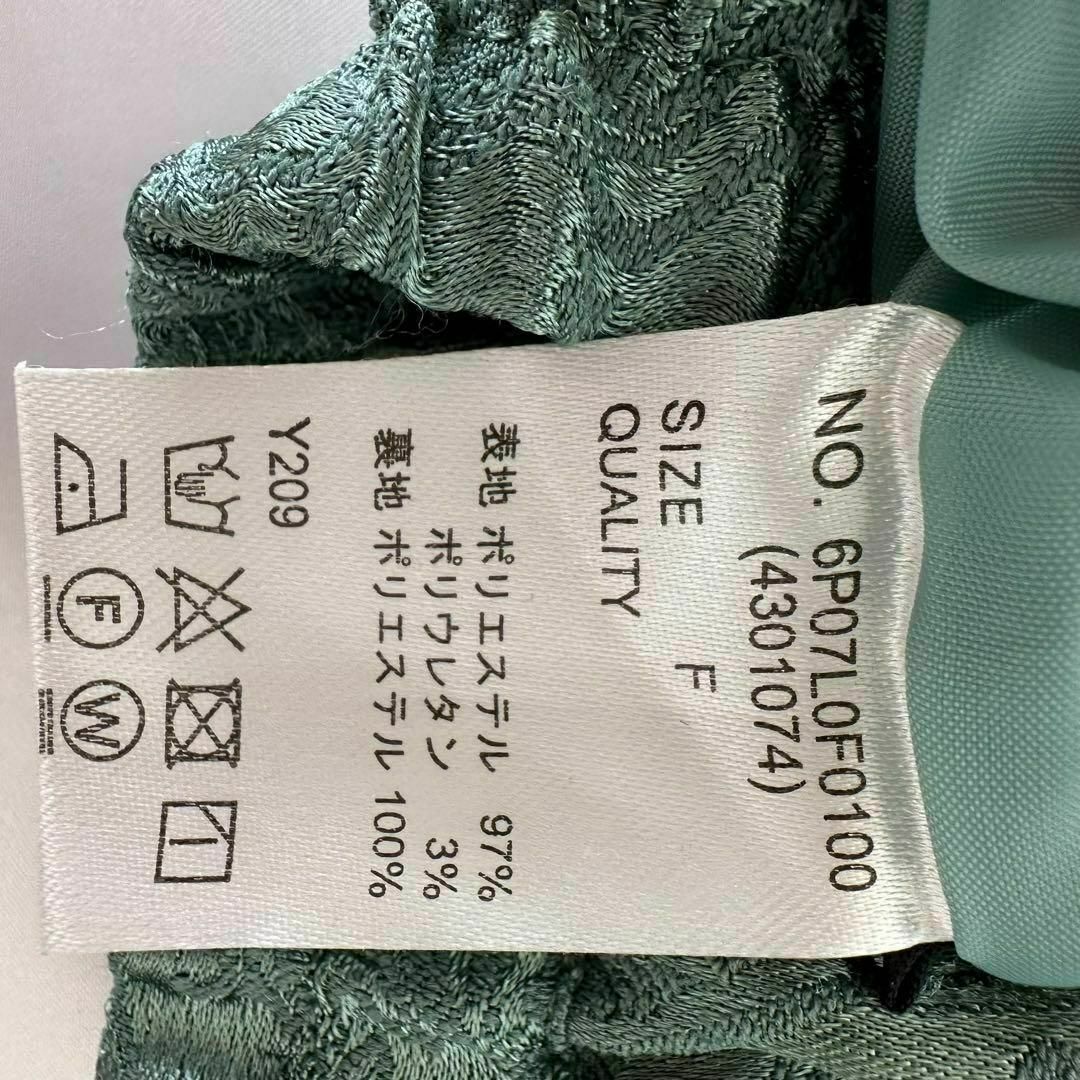 NO. 6P07L0F0100
(4301074)
SIZE F
QUALITY
表地 ポリエステル 97%
ポリウレタン 3%
裏地 ポリエステル 100%
Y209
F
W